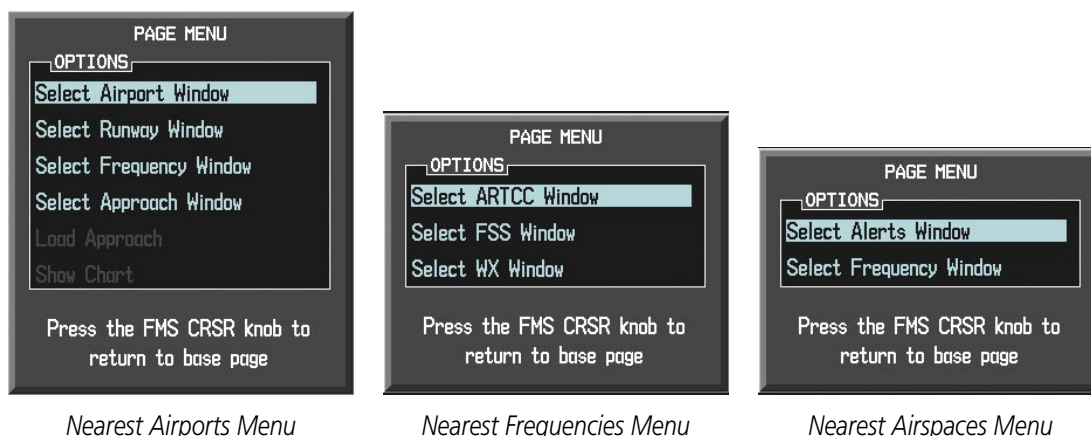 PAGE MENU
OPTIONS
Select Airport Window
Select Runway Window
Select Frequency Window
Select Approach Window
Load Approach
Show Chart
Press the FMS CRSR knob to
return to base page
Nearest Airports Menu
PAGE MENU
OPTIONS
Select ARTCC Window
Select FSS Window
Select WX Window
Press the FMS CRSR knob to
return to base page
Nearest Frequencies Menu
PAGE MENU
OPTIONS
Select Alerts Window
Select Frequency Window
Press the FMS CRSR knob to
return to base page
Nearest Airspaces Menu